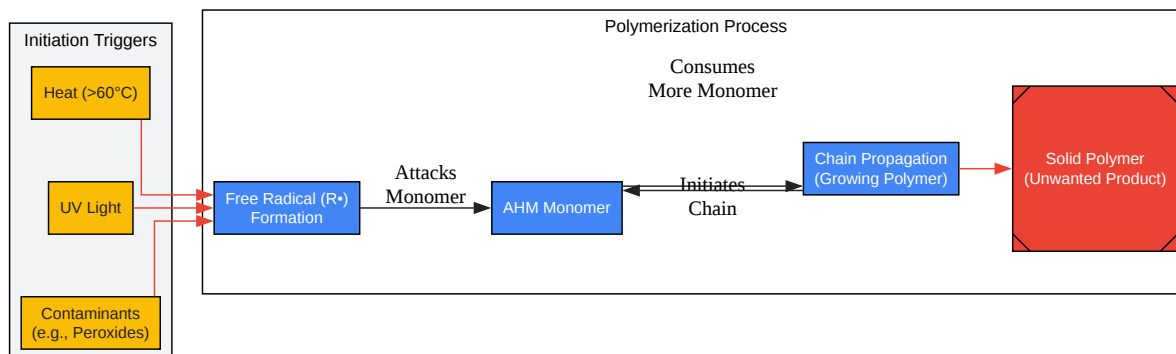 Initiation Triggers
Heat (>60°C)
UV Light
Contaminants
(e.g., Peroxides)
Polymerization Process
Free Radical (R•)
Formation
Attacks
Monomer
AHM Monomer
Initiates
Chain
Consumes
More Monomer
Chain Propagation
(Growing Polymer)
Solid Polymer
(Unwanted Product)